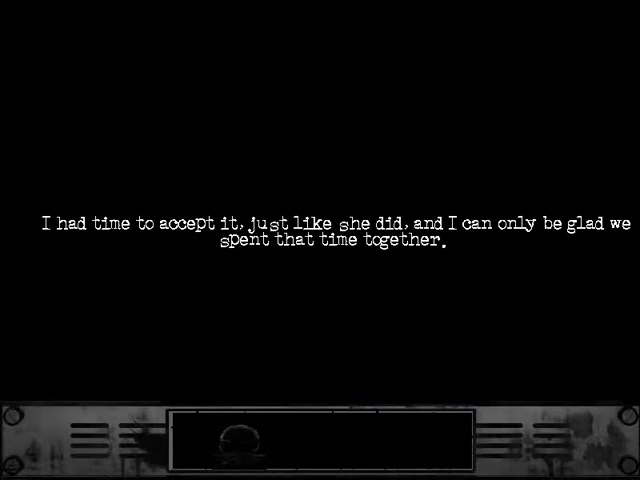 I had time to accept it, just like she did, and I can only be glad we
spent that time together.